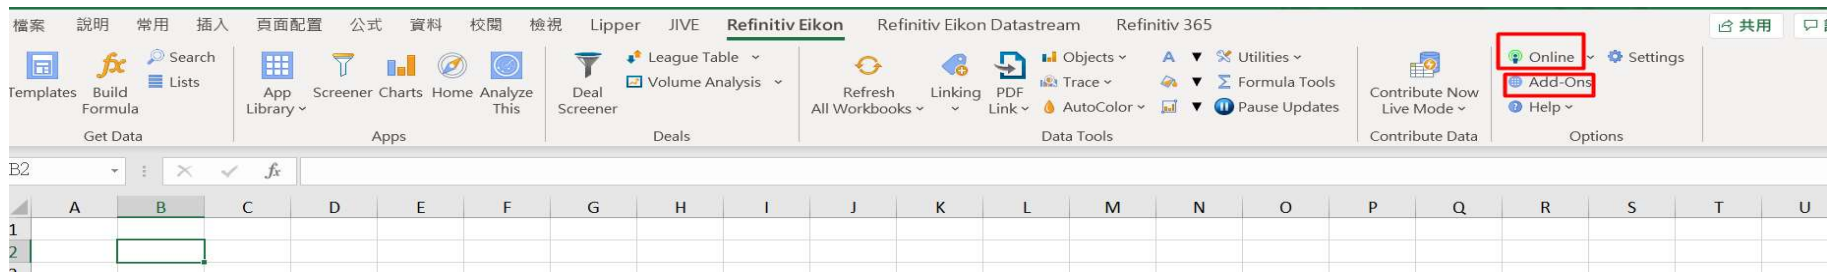 檔案 說明 常用 插入 頁面配置 公式 資料 校閱 檢視 Lipper JIVE Refinitiv Eikon Refinitiv Eikon Datastream Refinitiv 365 共用
Search League Table Objects A Utilities Online Settings
Lists Volume Analysis Trace Formula Tools Add-Ons
Templates Build Formula App Library Screener Charts Home Analyze This Deal Screener Refresh All Workbooks Linking PDF Link AutoColor Pause Updates Contribute Now Live Mode Help
Get Data Apps Deals Data Tools Contribute Data Options
B2 fx
A B C D E F G H I J K L M N O P Q R S T U
1
2